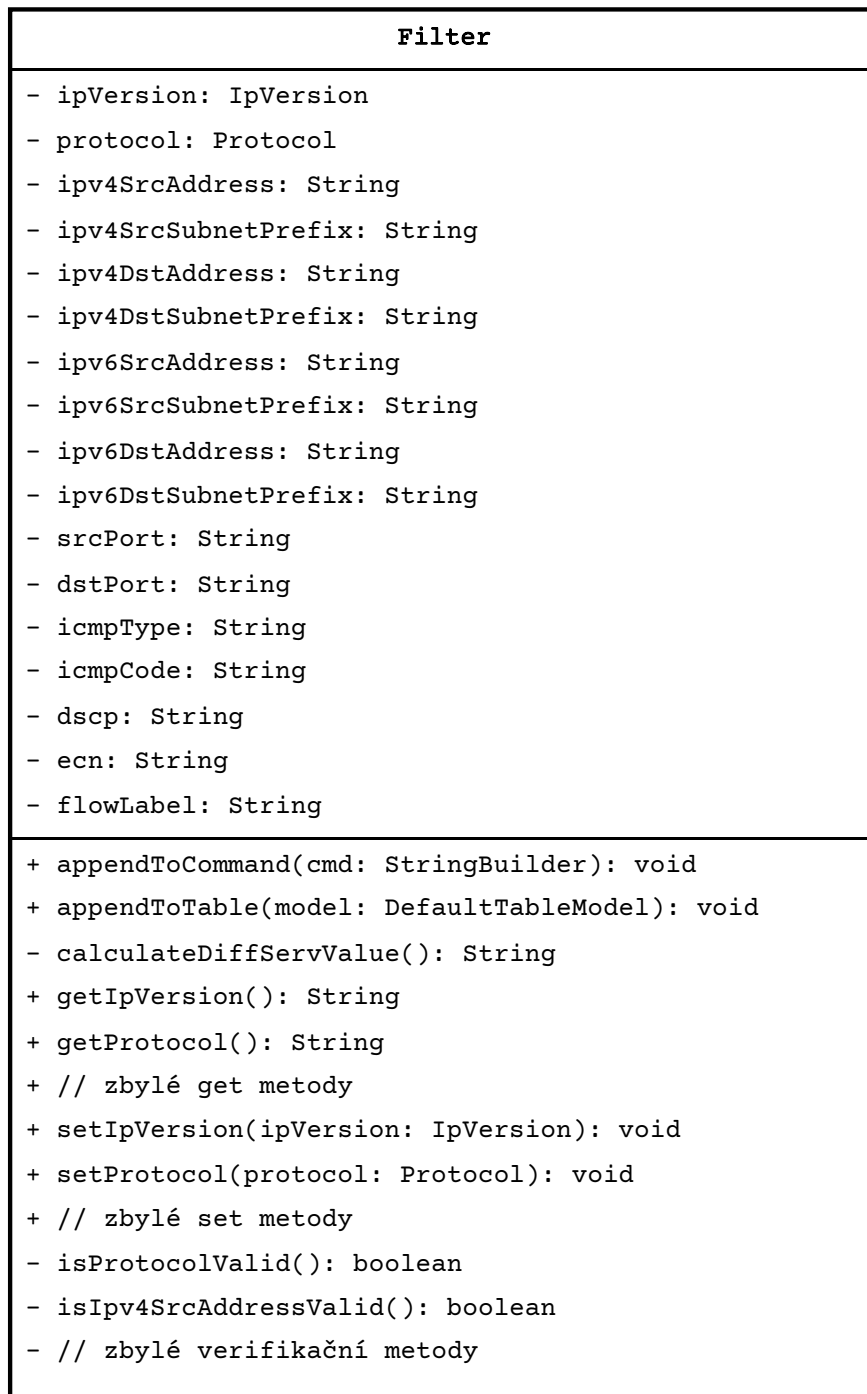 Filter
- ipVersion: IpVersion
- protocol: Protocol
- ipv4SrcAddress: String
- ipv4SrcSubnetPrefix: String
- ipv4DstAddress: String
- ipv4DstSubnetPrefix: String
- ipv6SrcAddress: String
- ipv6SrcSubnetPrefix: String
- ipv6DstAddress: String
- ipv6DstSubnetPrefix: String
- srcPort: String
- dstPort: String
- icmpType: String
- icmpCode: String
- dscp: String
- ecn: String
- flowLabel: String
+ appendToCommand(cmd: StringBuilder): void
+ appendToTable(model: DefaultTableModel): void
- calculateDiffServValue(): String
+ getIpVersion(): String
+ getProtocol(): String
+ // zbylé get metody
+ setIpVersion(ipVersion: IpVersion): void
+ setProtocol(protocol: Protocol): void
+ // zbylé set metody
- isProtocolValid(): boolean
- isIpv4SrcAddressValid(): boolean
- // zbylé verifikační metody